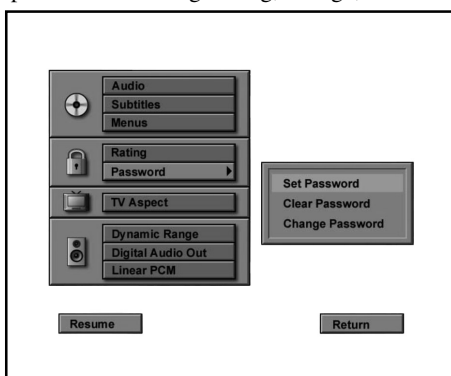 Audio
Subtitles
Menus
Rating
Password
Set Password
TV Aspect
Clear Password
Change Password
Dynamic Range
Digital Audio Out
Linear PCM
Resume
Return